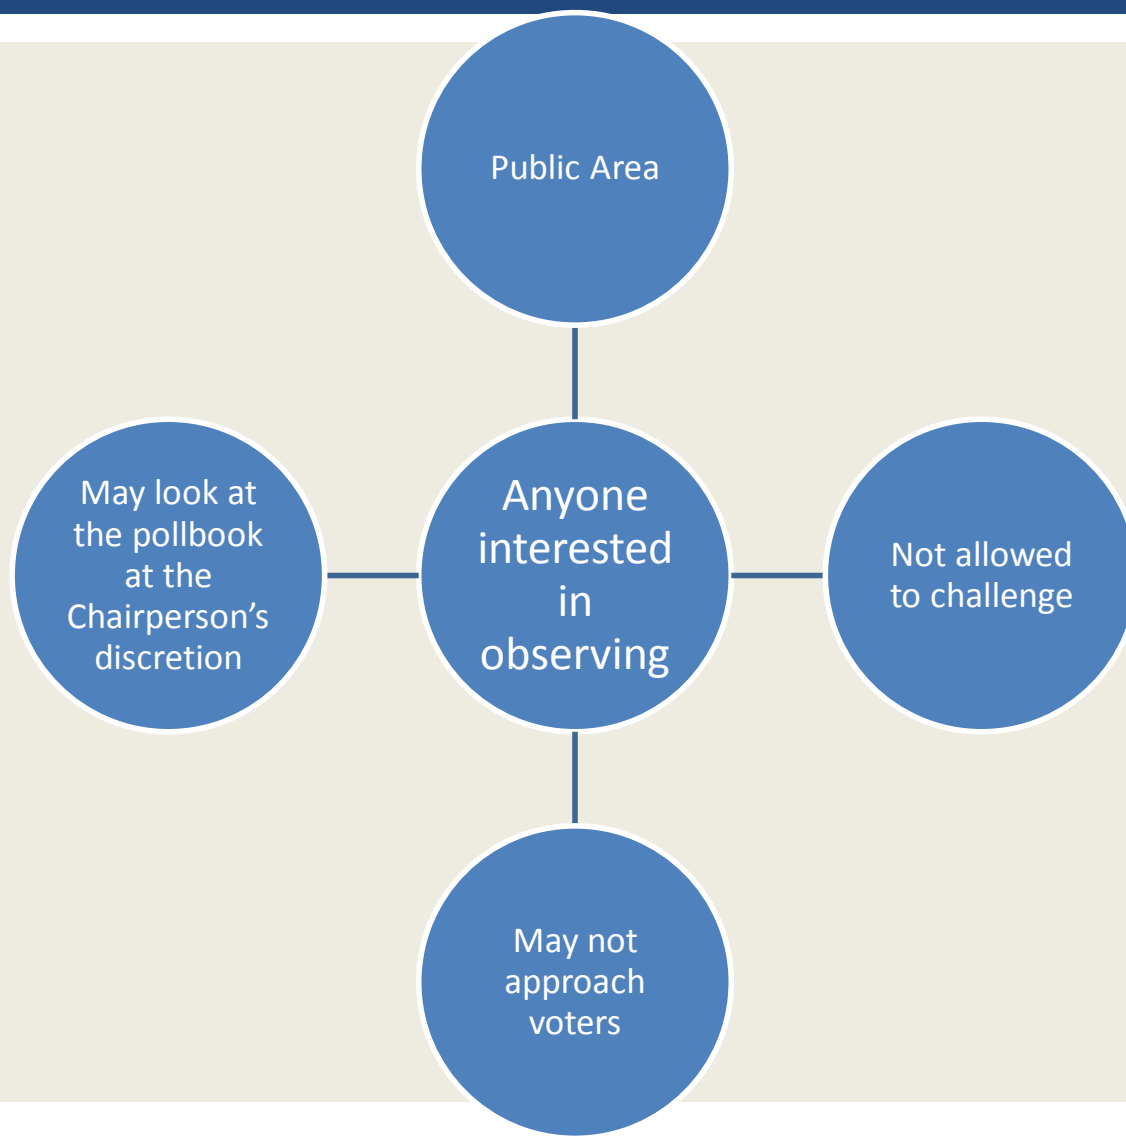 Public Area
May look at
the pollbook
at the
Chairperson’s
discretion
Anyone
interested
in
observing
Not allowed
to challenge
May not
approach
voters